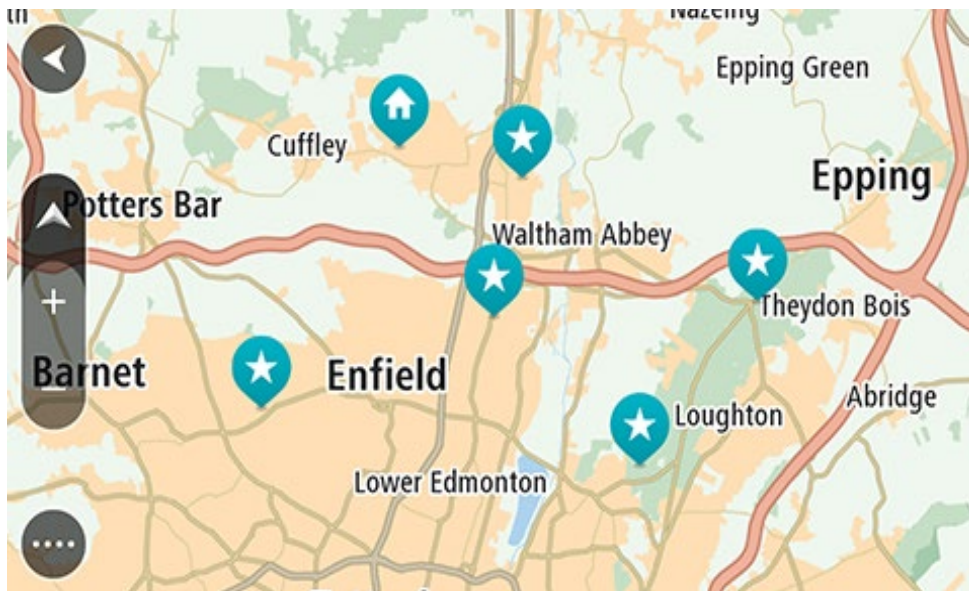 Nazeing
Epping Green
Cuffley
Epping
Potters Bar
Waltham Abbey
Theydon Bois
Barnet
Enfield
Abridge
Loughton
Lower Edmonton